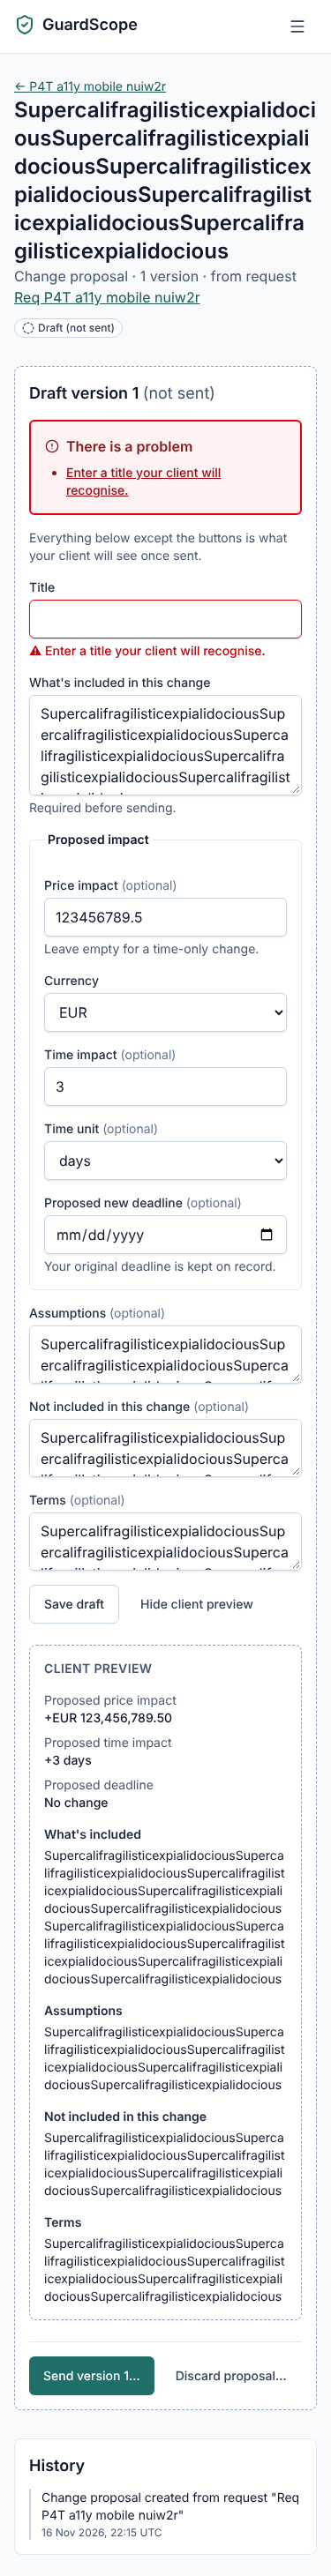 GuardScope
← P4T a11y mobile nuiw2r
Supercalifragilisticexpialidoci
ousSupercalifragilisticexpiali
dociousSupercalifragilisticex
pialidociousSupercalifragilist
icexpialidociousSupercalifra
gilisticexpialidocious
Change proposal · 1 version · from request
Req P4T a11y mobile nuiw2r
Draft (not sent)
Draft version 1 (not sent)
There is a problem
• Enter a title your client will
recognise.
Everything below except the buttons is what
your client will see once sent.
Title
Enter a title your client will recognise.
What's included in this change
SupercalifragilisticexpialidociousSup
ercalifragilisticexpialidociousSuperca
lifragilisticexpialidociousSupercalifra
gilisticexpialidociousSupercalifragilist
Required before sending.
Proposed impact
Price impact (optional)
123456789.5
Leave empty for a time-only change.
Currency
EUR
Time impact (optional)
3
Time unit (optional)
days
Proposed new deadline (optional)
mm/dd/yyyy
Your original deadline is kept on record.
Assumptions (optional)
SupercalifragilisticexpialidociousSup
ercalifragilisticexpialidociousSuperca
Not included in this change (optional)
SupercalifragilisticexpialidociousSup
ercalifragilisticexpialidociousSuperca
Terms (optional)
SupercalifragilisticexpialidociousSup
ercalifragilisticexpialidociousSuperca
Save draft
Hide client preview
CLIENT PREVIEW
Proposed price impact
+EUR 123,456,789.50
Proposed time impact
+3 days
Proposed deadline
No change
What's included
SupercalifragilisticexpialidociousSuperca
lifragilisticexpialidociousSupercalifragilist
icexpialidociousSupercalifragilisticexpiali
dociousSupercalifragilisticexpialidocious
SupercalifragilisticexpialidociousSuperca
lifragilisticexpialidociousSupercalifragilist
icexpialidociousSupercalifragilisticexpiali
dociousSupercalifragilisticexpialidocious
Assumptions
SupercalifragilisticexpialidociousSuperca
lifragilisticexpialidociousSupercalifragilist
icexpialidociousSupercalifragilisticexpiali
dociousSupercalifragilisticexpialidocious
Not included in this change
SupercalifragilisticexpialidociousSuperca
lifragilisticexpialidociousSupercalifragilist
icexpialidociousSupercalifragilisticexpiali
dociousSupercalifragilisticexpialidocious
Terms
SupercalifragilisticexpialidociousSuperca
lifragilisticexpialidociousSupercalifragilist
icexpialidociousSupercalifragilisticexpiali
dociousSupercalifragilisticexpialidocious
Send version 1...
Discard proposal...
History
Change proposal created from request "Req
P4T a11y mobile nuiw2r"
16 Nov 2026, 22:15 UTC